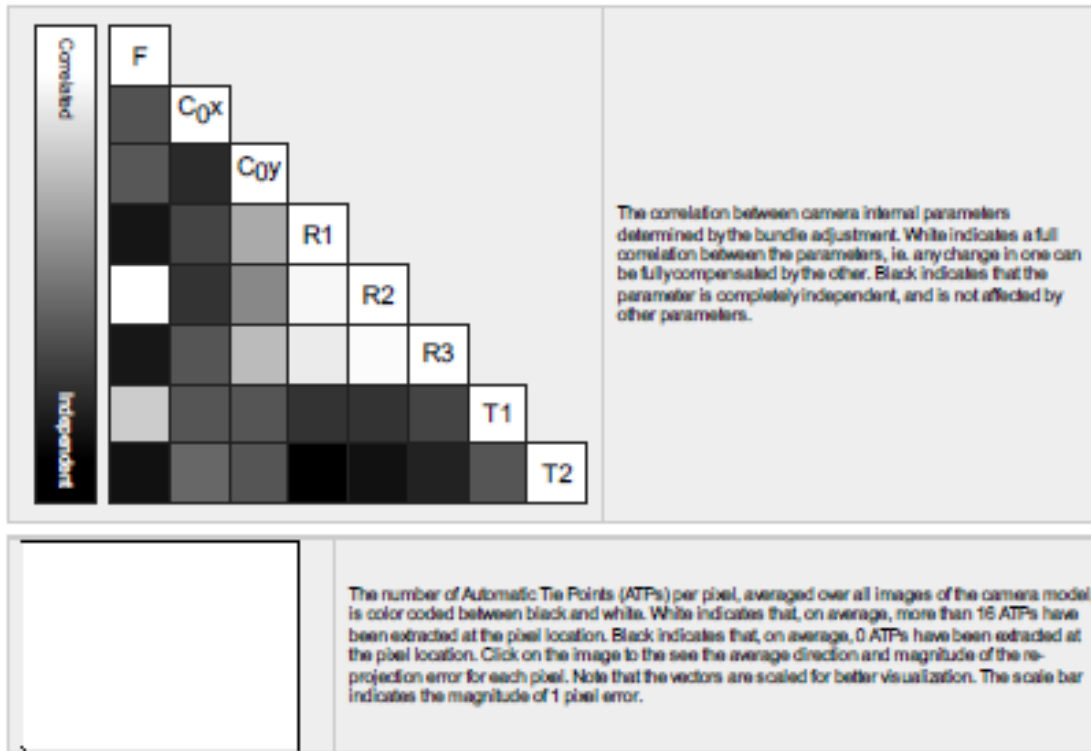 Correlated
Independent
F
C0x
C0y
R1
R2
R3
T1
T2
The correlation between camera internal parameters
determined by the bundle adjustment. White indicates a full
correlation between the parameters, ie. any change in one can
be fully compensated by the other. Black indicates that the
parameter is completely independent, and is not affected by
other parameters.
The number of Automatic Tie Points (ATPs) per pixel, averaged over all images of the camera model
is color coded between black and white. White indicates that, on average, more than 16 ATPs have
been extracted at the pixel location. Black indicates that, on average, 0 ATPs have been extracted at
the pixel location. Click on the image to the see the average direction and magnitude of the re-
projection error for each pixel. Note that the vectors are scaled for better visualization. The scale bar
indicates the magnitude of 1 pixel error.